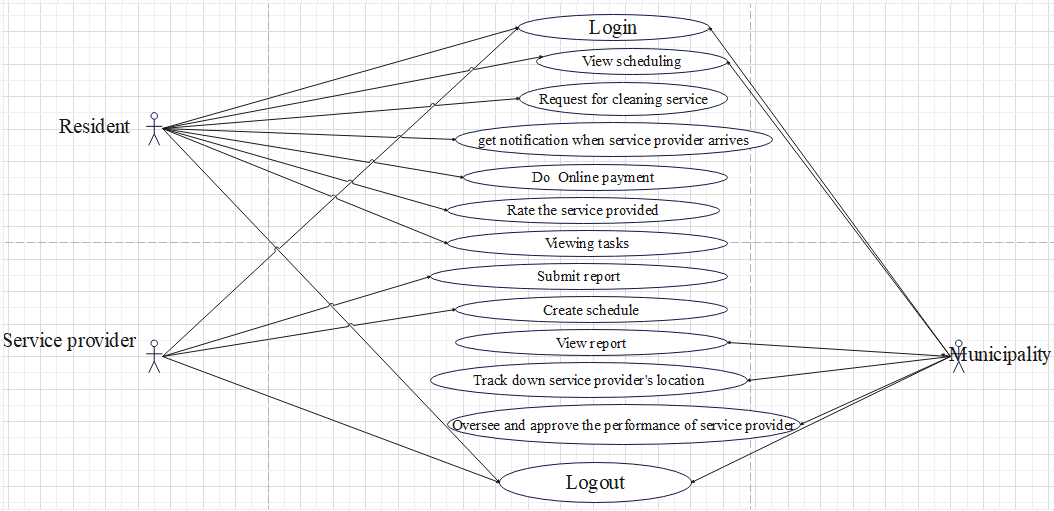 Login
View scheduling
Request for cleaning service
Resident
get notification when service provider arrives
Do Online payment
Rate the service provided
Viewing tasks
Submit report
Create schedule
Service provider
View report
Municipality
Track down service provider's location
Oversee and approve the performance of service provider
Logout